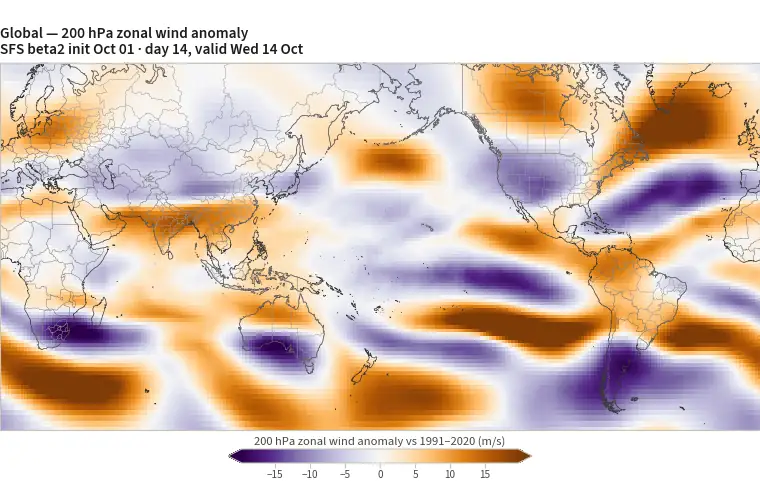 Global — 200 hPa zonal wind anomaly
SFS beta2 init Oct 01 · day 14, valid Wed 14 Oct
200 hPa zonal wind anomaly vs 1991–2020 (m/s)
−15 −10 −5 0 5 10 15